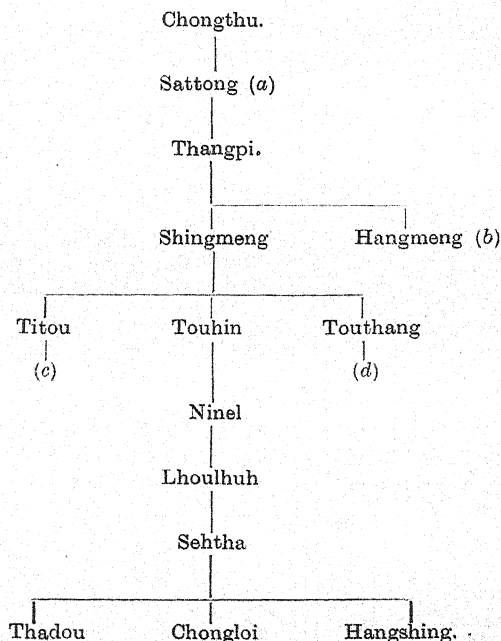 Chongthu.
Sattong (a)
Thangpi.
Shingmeng Hangmeng (b)
Titou Touhin Touthang
(c) (d)
Ninel
Lhoulhuh
Sehtha
Thadou Chongloi Hangshing.